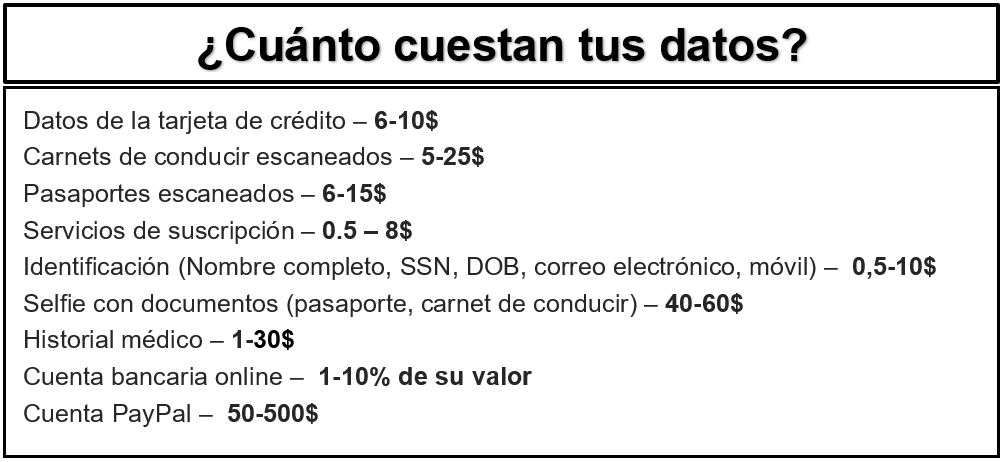 ¿Cuánto cuestan tus datos?
Datos de la tarjeta de crédito – 6-10$
Carnets de conducir escaneados – 5-25$
Pasaportes escaneados – 6-15$
Servicios de suscripción – 0.5 – 8$
Identificación (Nombre completo, SSN, DOB, correo electrónico, móvil) – 0,5-10$
Selfie con documentos (pasaporte, carnet de conducir) – 40-60$
Historial médico – 1-30$
Cuenta bancaria online – 1-10% de su valor
Cuenta PayPal – 50-500$